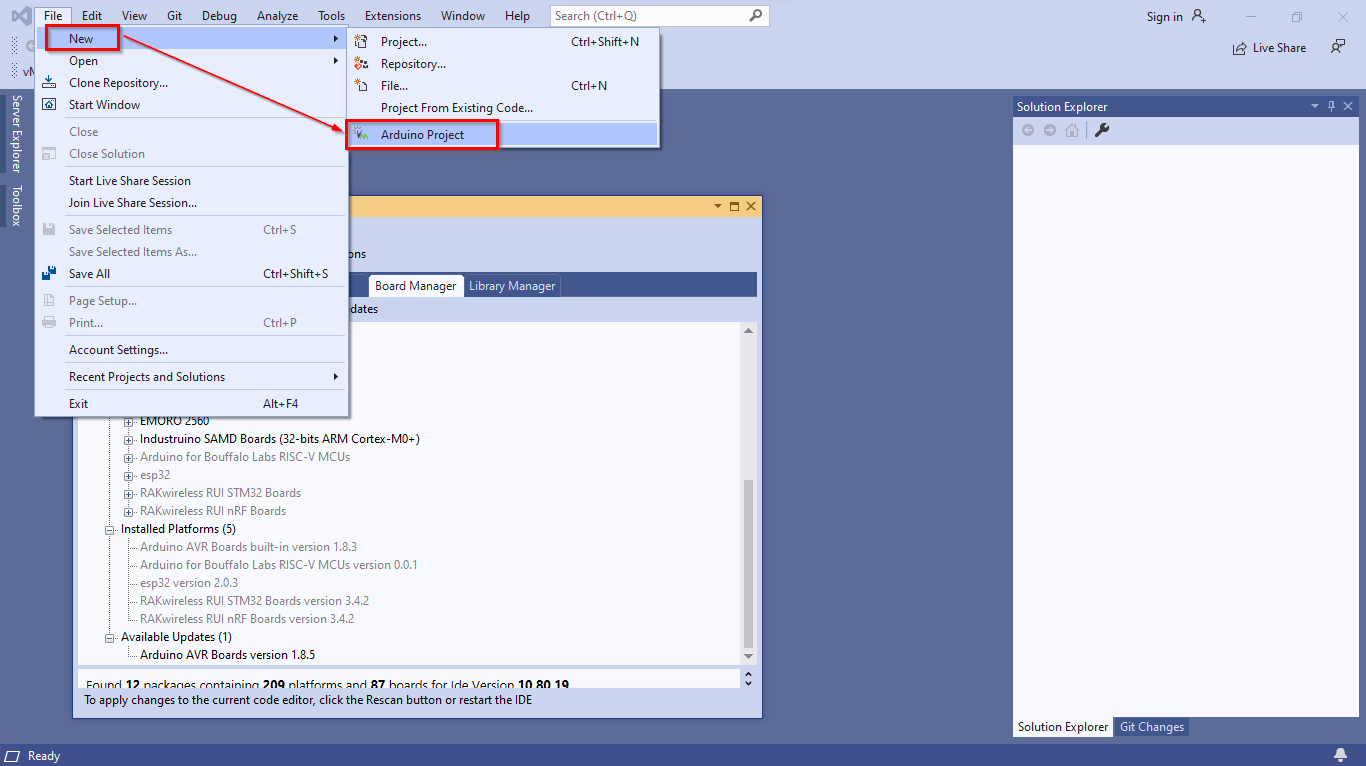 File Edit View Git Debug Analyze Tools Extensions Window Help Search (Ctrl+Q) Sign in
Live Share
New
Open
Clone Repository...
Start Window
Close
Close Solution
Start Live Share Session
Join Live Share Session...
Save Selected Items Ctrl+S
Save Selected Items As...
Save All Ctrl+Shift+S
Page Setup...
Print... Ctrl+P
Account Settings...
Recent Projects and Solutions
Exit Alt+F4
Project... Ctrl+Shift+N
Repository...
File... Ctrl+N
Project From Existing Code...
Arduino Project
Server Explorer
Toolbox
Board Manager Library Manager
EMORO 2560
Industruino SAMD Boards (32-bits ARM Cortex-M0+)
Arduino for Bouffalo Labs RISC-V MCUs
esp32
RAKwireless RUI STM32 Boards
RAKwireless RUI nRF Boards
Installed Platforms (5)
Arduino AVR Boards built-in version 1.8.3
Arduino for Bouffalo Labs RISC-V MCUs version 0.0.1
esp32 version 2.0.3
RAKwireless RUI STM32 Boards version 3.4.2
RAKwireless RUI nRF Boards version 3.4.2
Available Updates (1)
Arduino AVR Boards version 1.8.5
Found 12 packages containing 209 platforms and 87 boards for Ide Version 10.80.19
To apply changes to the current code editor, click the Rescan button or restart the IDE
Solution Explorer
Solution Explorer Git Changes
Ready